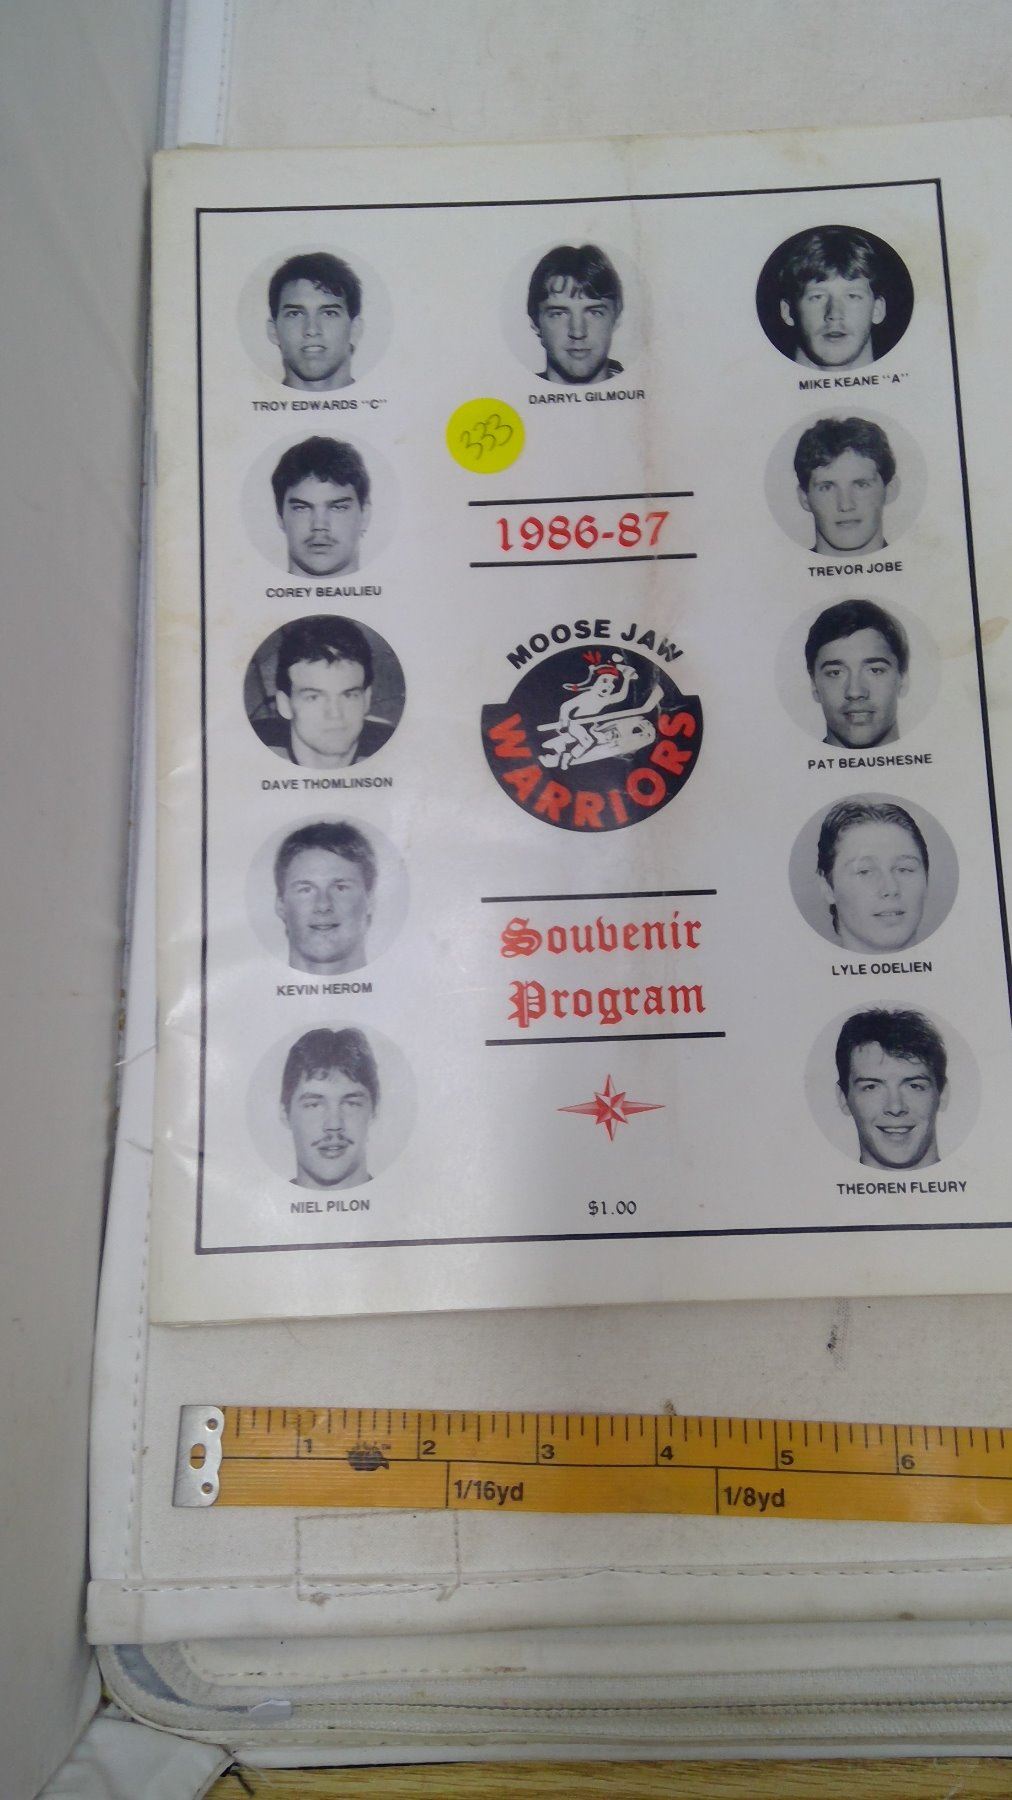 TROY EDWARDS "C"
DARRYL GILMOUR
MIKE KEANE "A"
333
COREY BEAULIEU
1986-87
TREVOR JOBE
MOOSE JAW
WARRIORS
DAVE THOMLINSON
PAT BEAUSHESNE
KEVIN HEROM
Souvenir
Program
LYLE ODELIEN
NIEL PILON
$1.00
THEOREN FLEURY
1 2 3 4 5 6
1/16yd 1/8yd